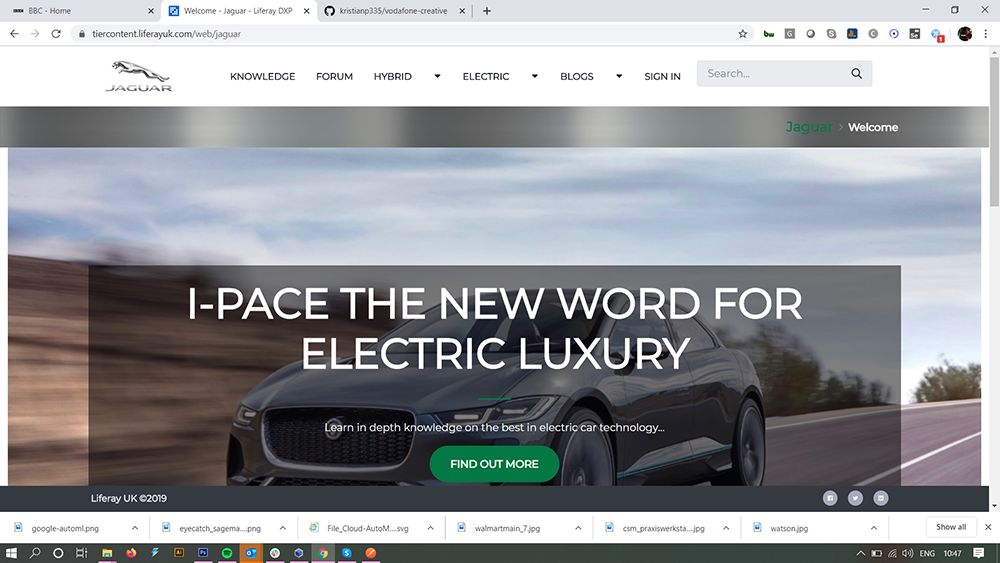 BBC - Home
Welcome - Jaguar - Liferay DXP
kristianp335/vodafone-creative
tiercontent.liferayuk.com/web/jaguar
JAGUAR
KNOWLEDGE FORUM HYBRID ELECTRIC BLOGS SIGN IN Search...
Jaguar > Welcome
I-PACE THE NEW WORD FOR
ELECTRIC LUXURY
Learn in depth knowledge on the best in electric car technology...
FIND OUT MORE
Liferay UK ©2019
google-automl.png eyecatch_sagema....png File_Cloud-AutoM....svg walmartmain_7.jpg csm_praxiswerksta....jpg watson.jpg Show all
ENG 10:47